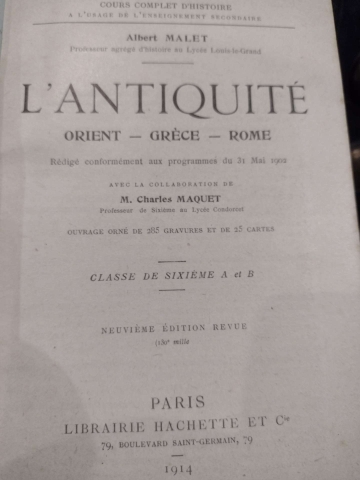 COURS COMPLET D'HISTOIRE
A L'USAGE DE L'ENSEIGNEMENT SECONDAIRE
Albert MALET
Professeur agrégé d'histoire au Lycée Louis-le-Grand
L'ANTIQUITÉ
ORIENT — GRÈCE — ROME
Rédigé conformément aux programmes du 31 Mai 1902
AVEC LA COLLABORATION DE
M. Charles MAQUET
Professeur de Sixième au Lycée Condorcet
OUVRAGE ORNÉ DE 285 GRAVURES ET DE 25 CARTES
CLASSE DE SIXIÈME A et B
NEUVIÈME ÉDITION REVUE
(180e mille
PARIS
LIBRAIRIE HACHETTE ET Cie
79, BOULEVARD SAINT-GERMAIN, 79
1914